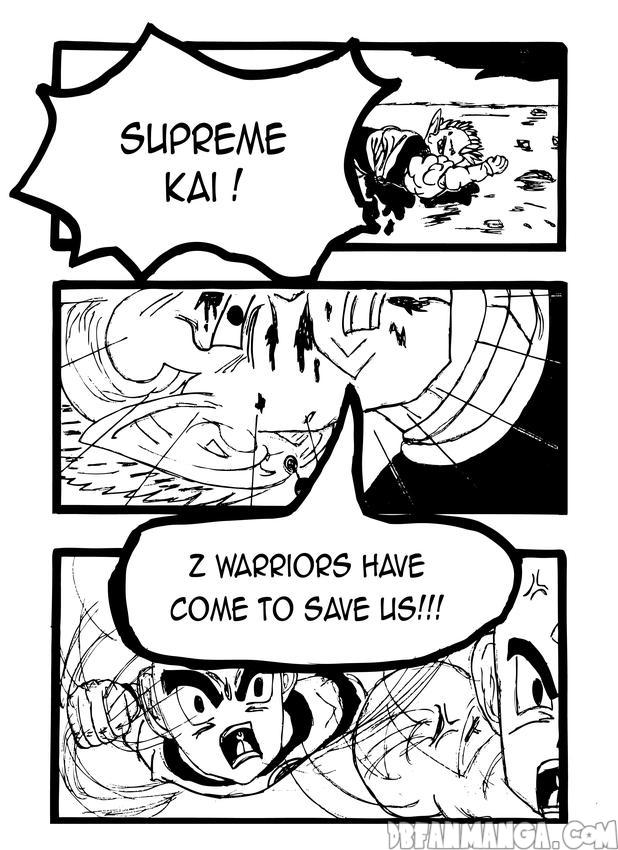 SUPREME
KAI !
Z WARRIORS HAVE
COME TO SAVE US!!!
DBFANMANGA.COM